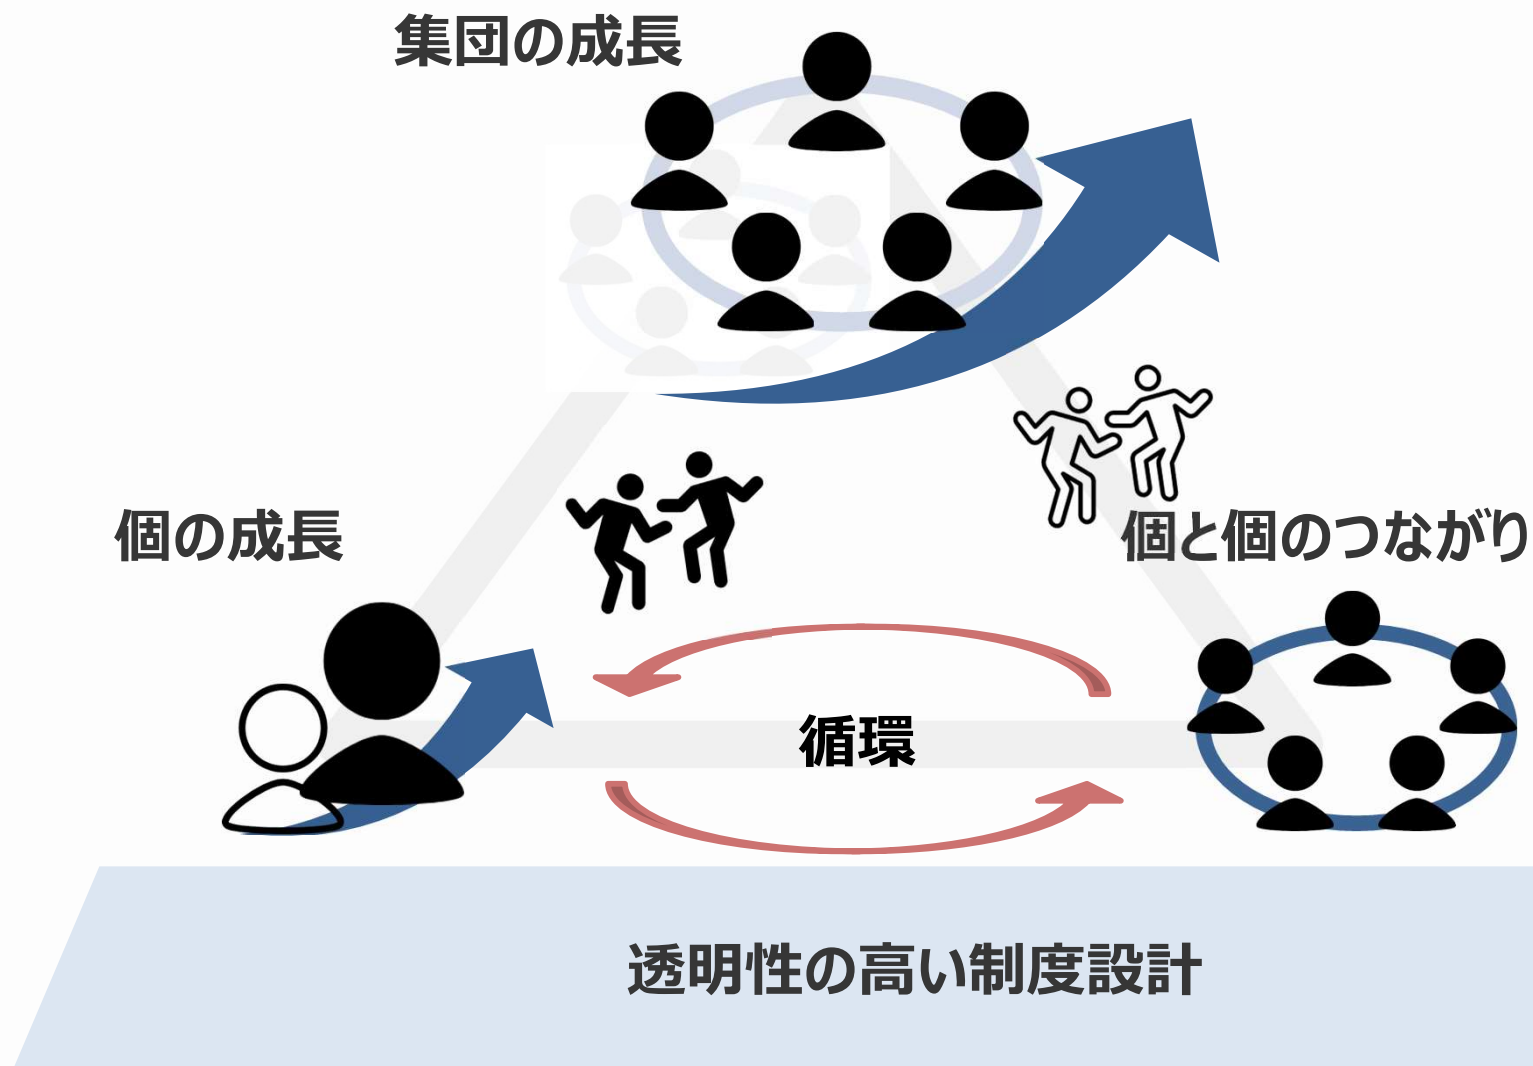 集団の成長
個の成長
個と個のつながり
循環
透明性の高い制度設計